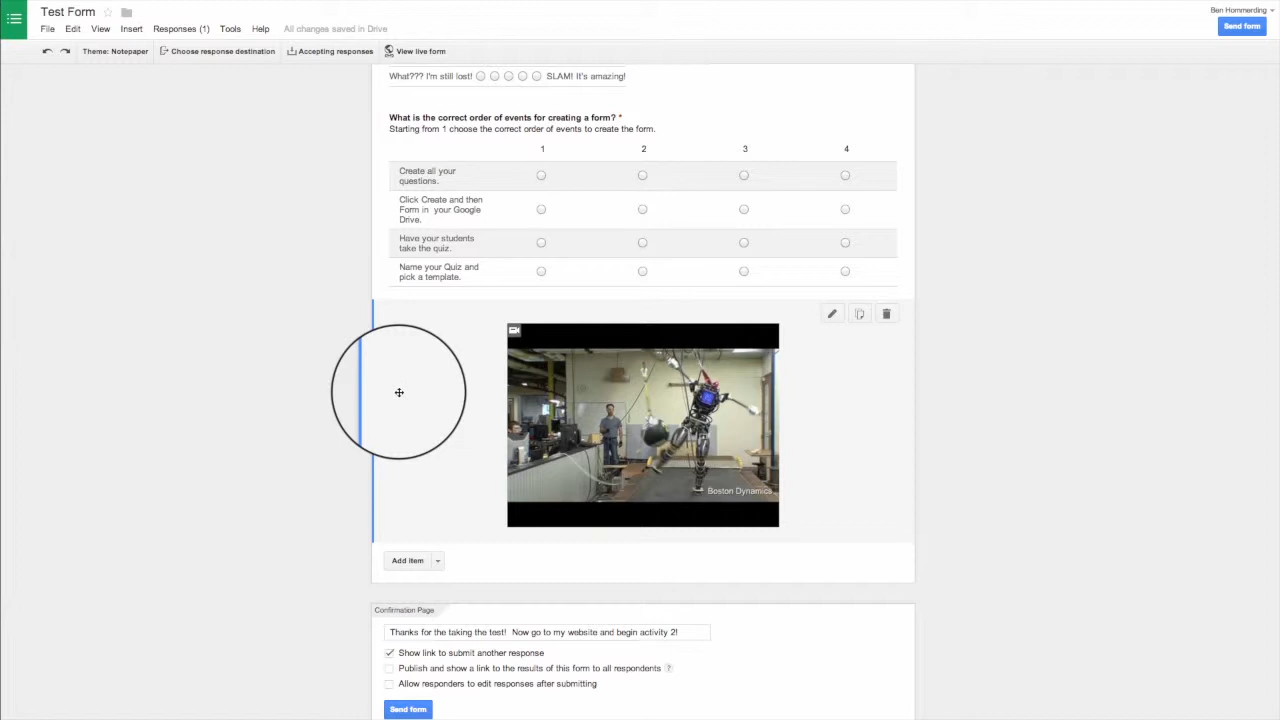 Test Form
Ben Hommerding
File Edit View Insert Responses (1) Tools Help All changes saved in Drive
Send form
Theme: Notepaper Choose response destination Accepting responses View live form
What??? I'm still lost! SLAM! It's amazing!
What is the correct order of events for creating a form? *
Starting from 1 choose the correct order of events to create the form.
1 2 3 4
Create all your
questions.
Click Create and then
Form in your Google
Drive.
Have your students
take the quiz.
Name your Quiz and
pick a template.
Boston Dynamics
Add item
Confirmation Page
Thanks for the taking the test! Now go to my website and begin activity 2!
Show link to submit another response
Publish and show a link to the results of this form to all respondents ?
Allow responders to edit responses after submitting
Send form